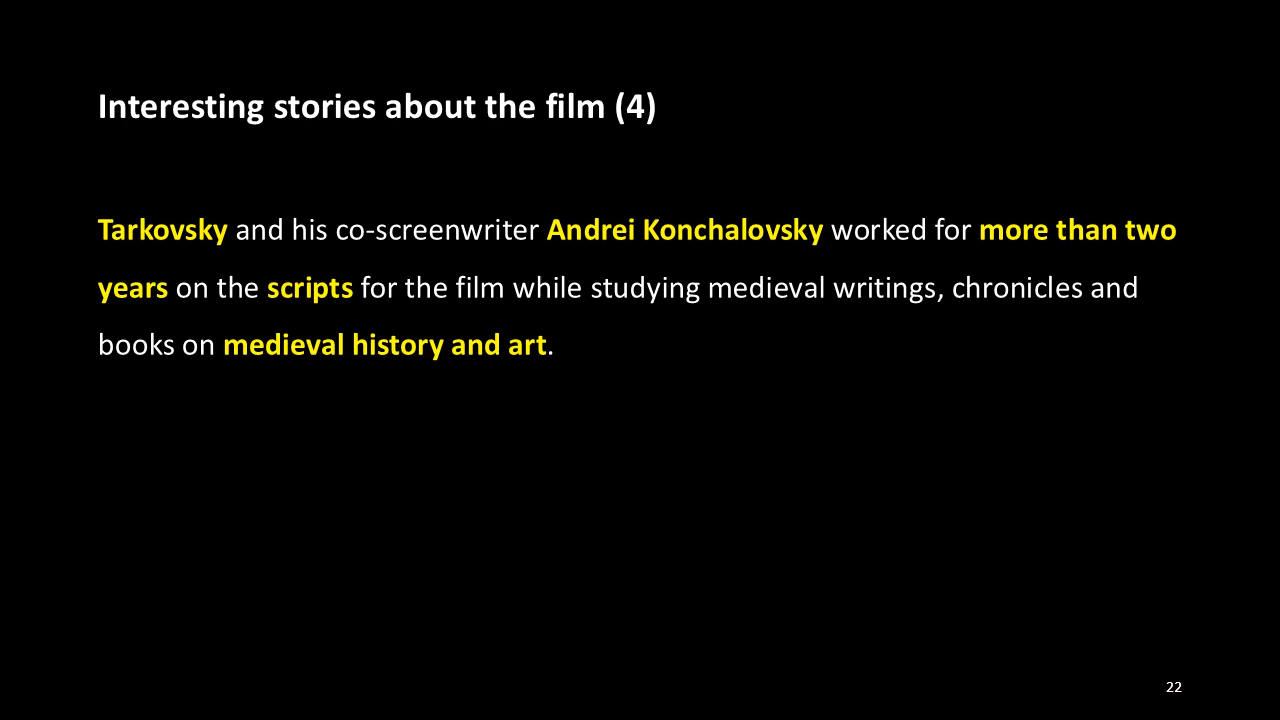 Interesting stories about the film (4)
Tarkovsky and his co-screenwriter Andrei Konchalovsky worked for more than two
years on the scripts for the film while studying medieval writings, chronicles and
books on medieval history and art.
22